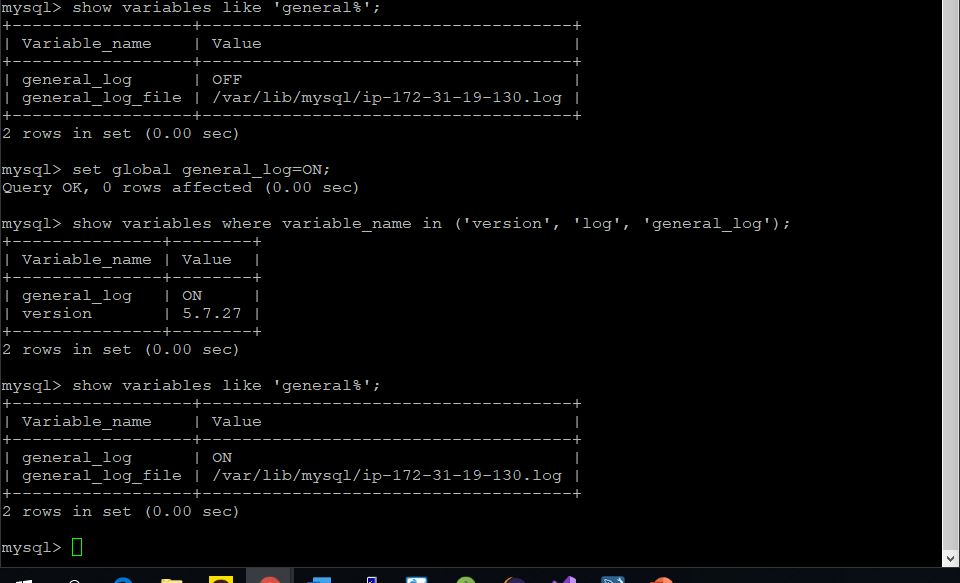 mysql> show variables like 'general%';
+------------------+-------------------------------------+
| Variable_name    | Value                               |
+------------------+-------------------------------------+
| general_log      | OFF                                 |
| general_log_file | /var/lib/mysql/ip-172-31-19-130.log |
+------------------+-------------------------------------+
2 rows in set (0.00 sec)
mysql> set global general_log=ON;
Query OK, 0 rows affected (0.00 sec)
mysql> show variables where variable_name in ('version', 'log', 'general_log');
+---------------+--------+
| Variable_name | Value  |
+---------------+--------+
| general_log   | ON     |
| version       | 5.7.27 |
+---------------+--------+
2 rows in set (0.00 sec)
mysql> show variables like 'general%';
+------------------+-------------------------------------+
| Variable_name    | Value                               |
+------------------+-------------------------------------+
| general_log      | ON                                  |
| general_log_file | /var/lib/mysql/ip-172-31-19-130.log |
+------------------+-------------------------------------+
2 rows in set (0.00 sec)
mysql>